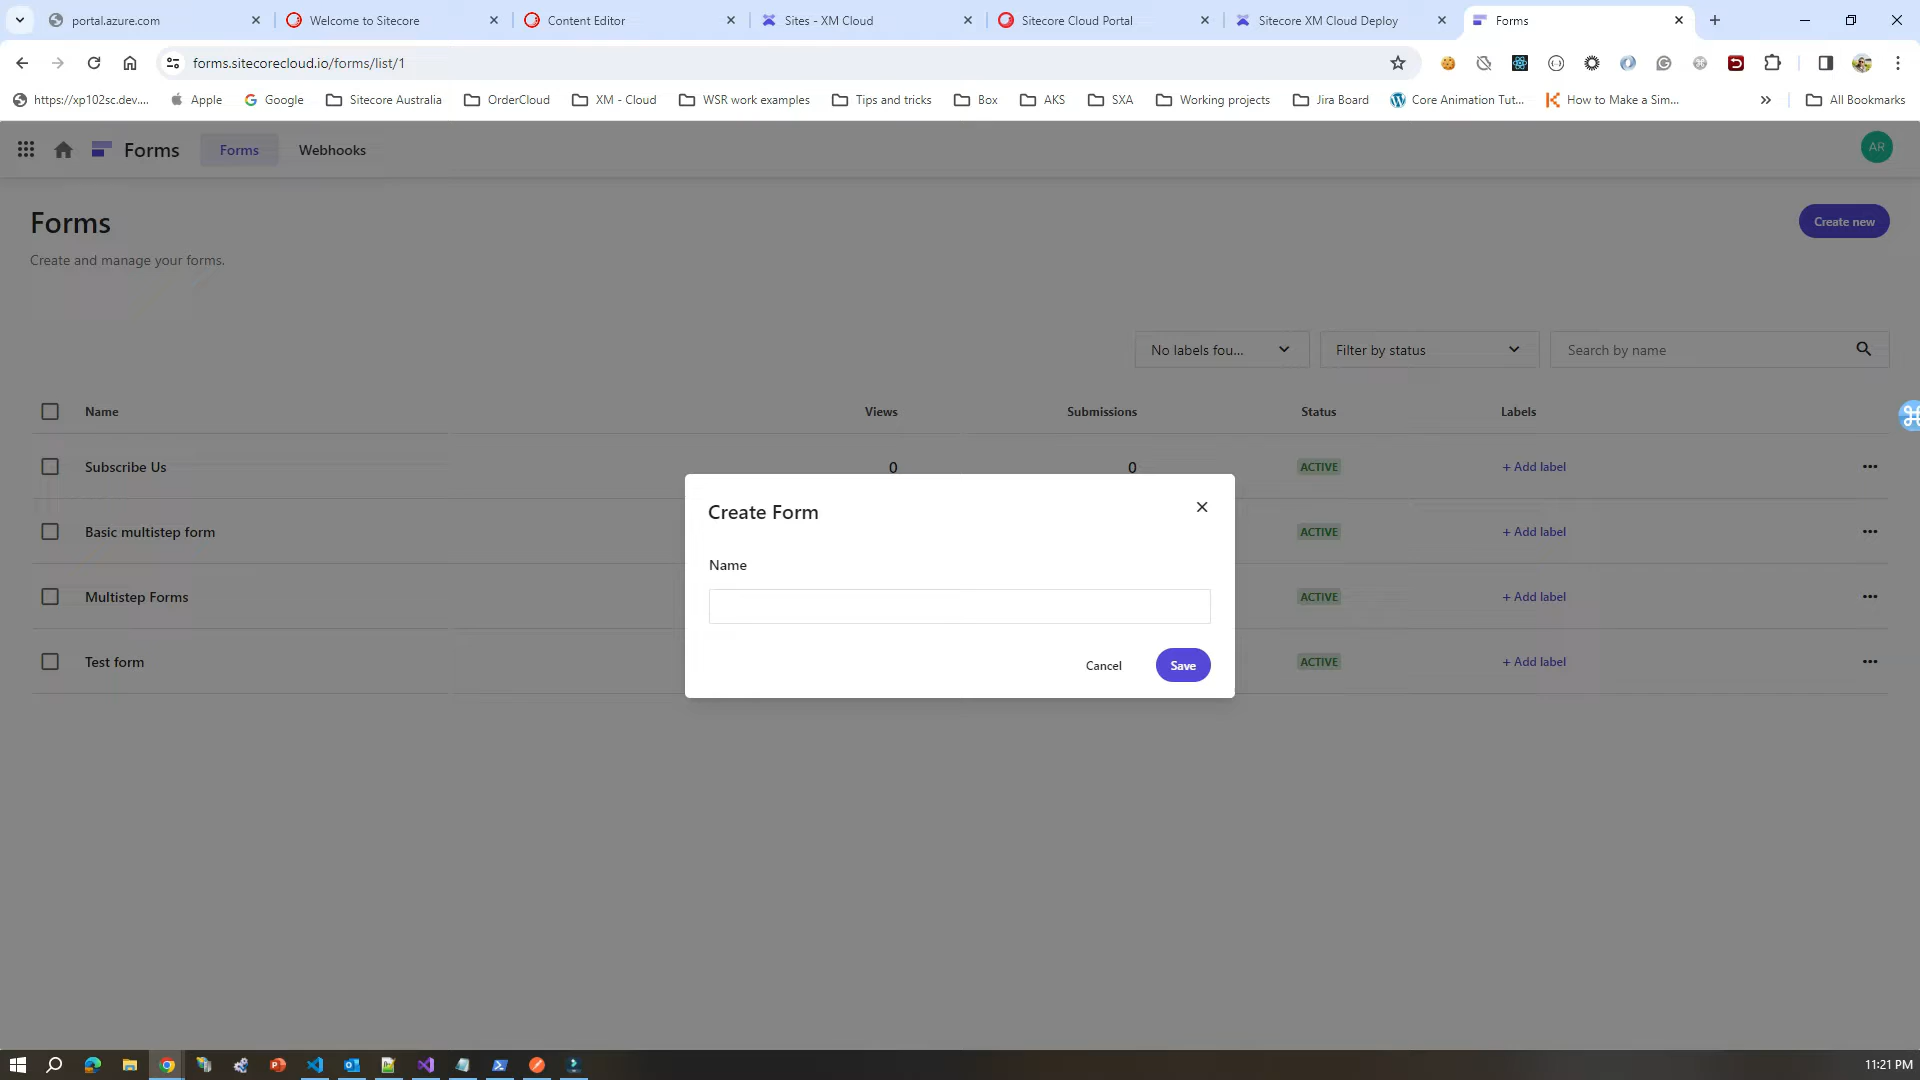 portal.azure.com
Welcome to Sitecore
Content Editor
Sites - XM Cloud
Sitecore Cloud Portal
Sitecore XM Cloud Deploy
Forms
forms.sitecorecloud.io/forms/list/1
https://xp102sc.dev....
Apple
Google
Sitecore Australia
OrderCloud
XM - Cloud
WSR work examples
Tips and tricks
Box
AKS
SXA
Working projects
Jira Board
Core Animation Tut...
How to Make a Sim...
All Bookmarks
Forms
Forms
Webhooks
AR
Forms
Create new
Create and manage your forms.
No labels fou...
Filter by status
Search by name
Name Views Submissions Status Labels
Subscribe Us 0 0 ACTIVE + Add label
Basic multistep form ACTIVE + Add label
Multistep Forms ACTIVE + Add label
Test form ACTIVE + Add label
Create Form
Name
Cancel
Save
11:21 PM